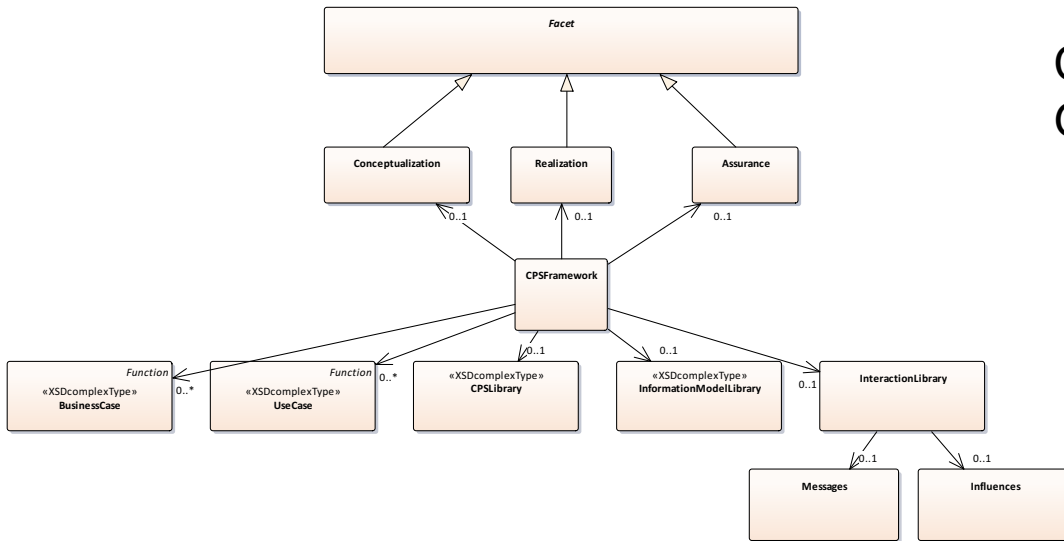 Facet
Conceptualization
Realization
Assurance
0..1
0..1
0..1
CPSFramework
Function
«XSDcomplexType»
BusinessCase
0..*
Function
«XSDcomplexType»
UseCase
0..*
0..1
«XSDcomplexType»
CPSLibrary
0..1
«XSDcomplexType»
InformationModelLibrary
0..1
InteractionLibrary
0..1
0..1
Messages
Influences